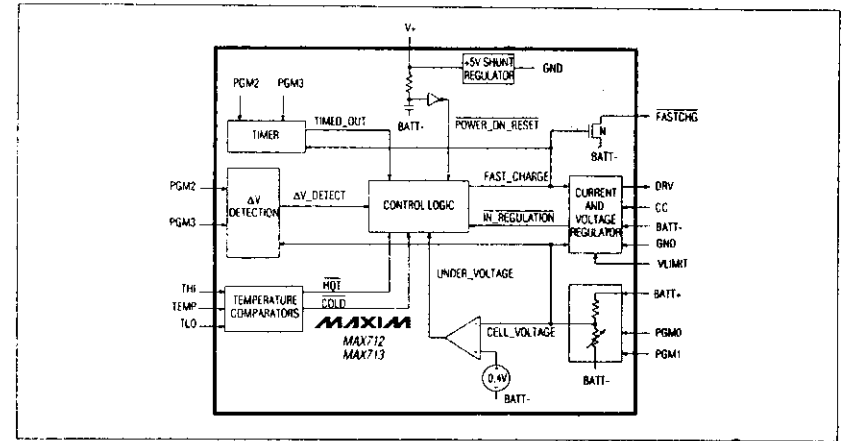 V+
+5V SHUNT
REGULATOR
GND
PGM2
PGM3
TIMED_OUT
BATT-
POWER_ON_RESET
FASTCHG
N
TIMER
BATT-
FAST_CHARGE
PGM2
PGM3
ΔV
DETECTION
ΔV_DETECT
CONTROL LOGIC
IN_REGULATION
CURRENT
AND
VOLTAGE
REGULATOR
DRV
CC
BATT-
GND
VLIMIT
UNDER_VOLTAGE
THI
TEMP
TLO
TEMPERATURE
COMPARATORS
HOT
COLD
MAXIM
MAX712
MAX713
CELL_VOLTAGE
0.4V
BATT-
BATT+
PGM0
PGM1
BATT-